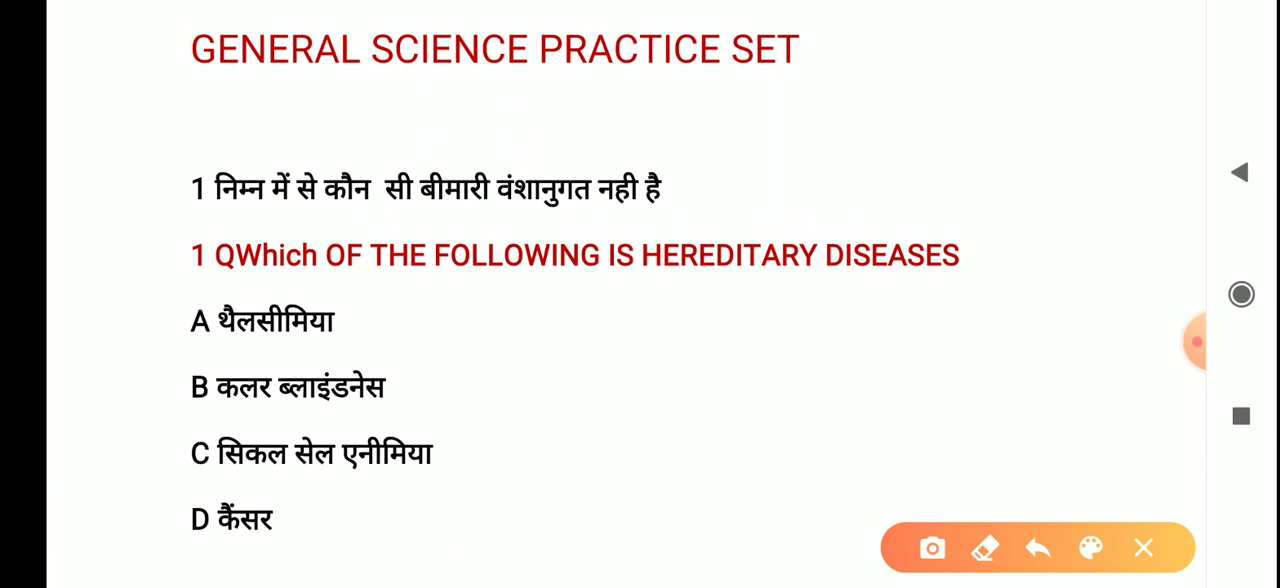 GENERAL SCIENCE PRACTICE SET
1 निम्न में से कौन सी बीमारी वंशानुगत नही है
1 QWhich OF THE FOLLOWING IS HEREDITARY DISEASES
A थैलसीमिया
B कलर ब्लाइंडनेस
C सिकल सेल एनीमिया
D कैंसर